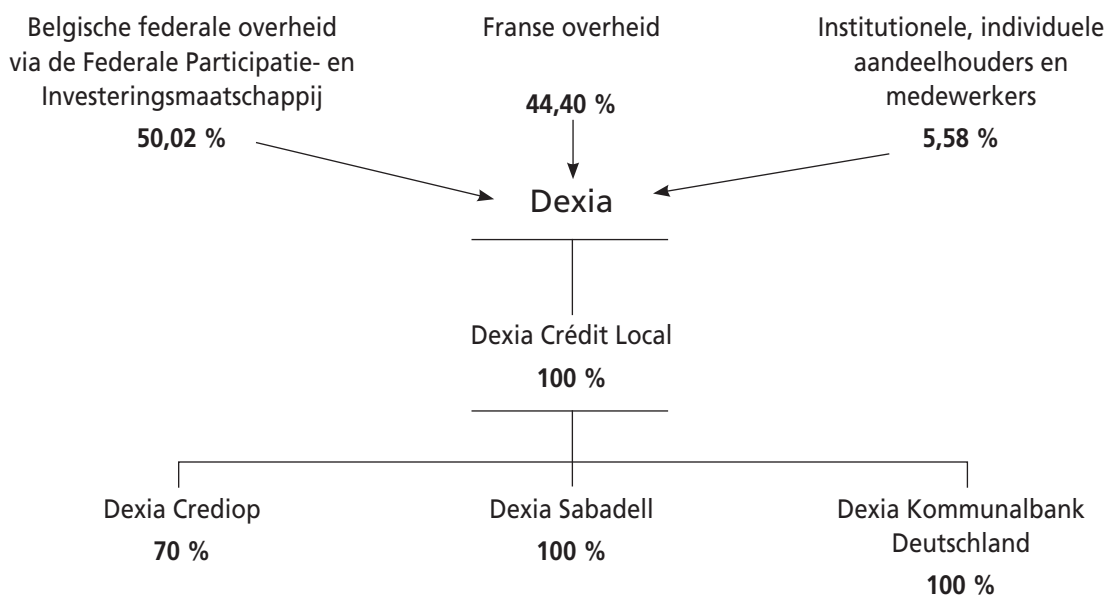 Belgische federale overheid
via de Federale Participatie- en
Investeringsmaatschappij
50,02 %
Franse overheid
44,40 %
Institutionele, individuele
aandeelhouders en
medewerkers
5,58 %
Dexia
Dexia Crédit Local
100 %
Dexia Crediop
70 %
Dexia Sabadell
100 %
Dexia Kommunalbank
Deutschland
100 %